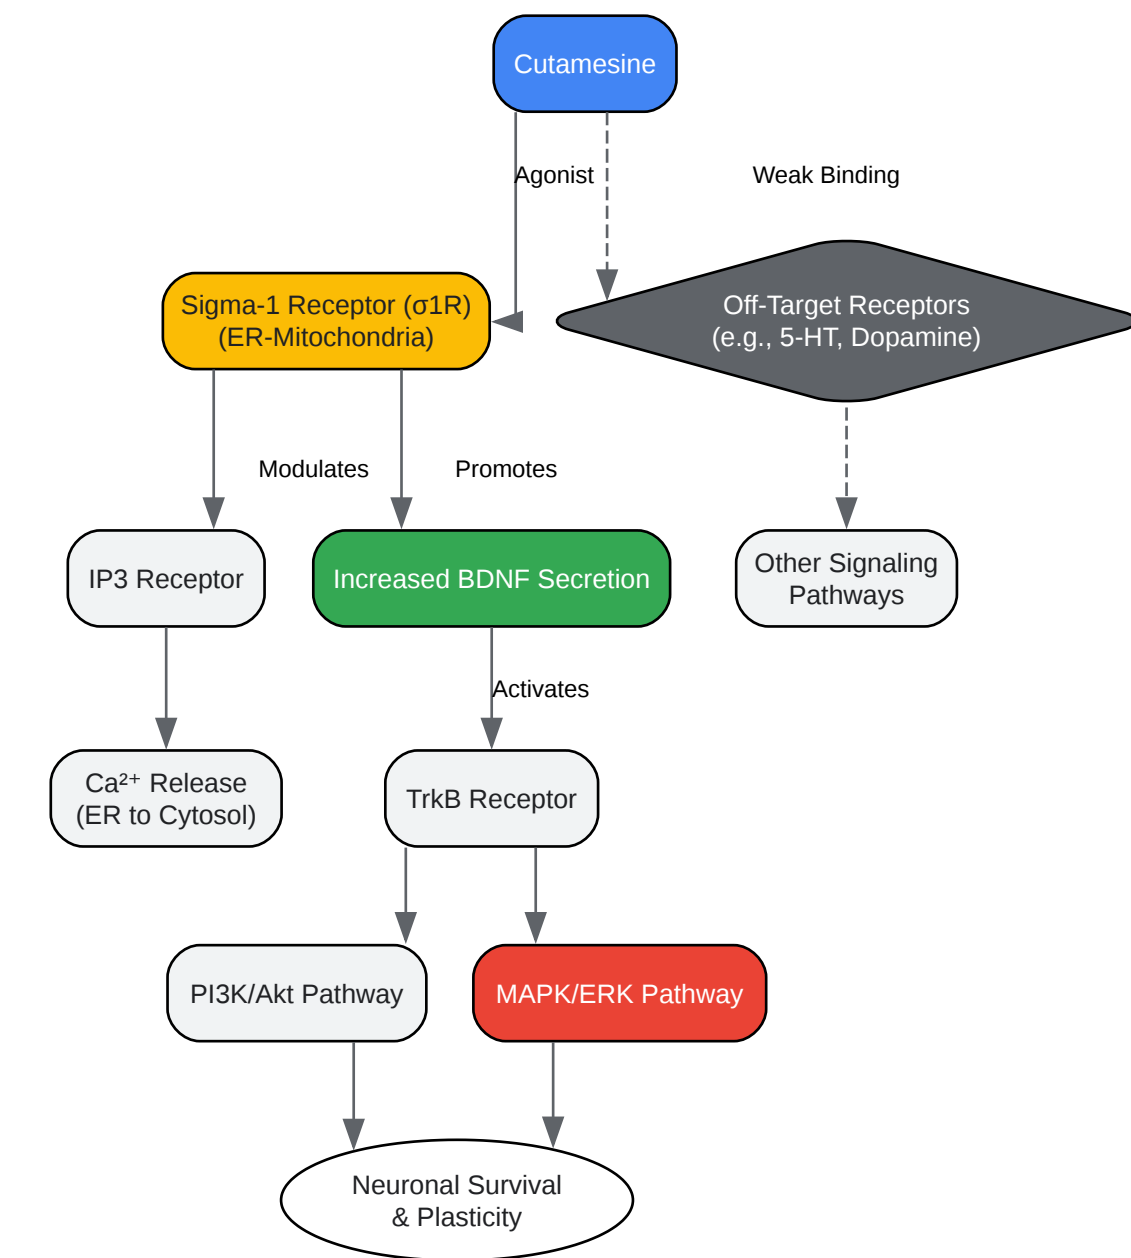 Cutamesine
Agonist
Weak Binding
Sigma-1 Receptor (σ1R)
(ER-Mitochondria)
Off-Target Receptors
(e.g., 5-HT, Dopamine)
Modulates
Promotes
IP3 Receptor
Increased BDNF Secretion
Other Signaling
Pathways
Activates
Ca²⁺ Release
(ER to Cytosol)
TrkB Receptor
PI3K/Akt Pathway
MAPK/ERK Pathway
Neuronal Survival
& Plasticity